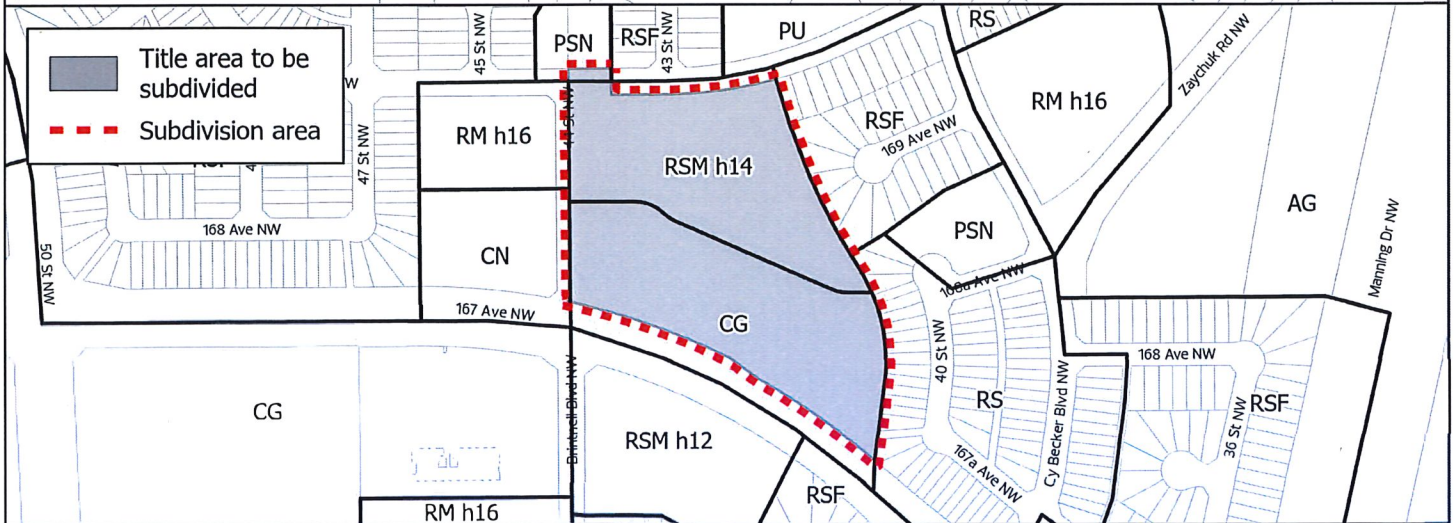 Title area to be
subdivided
Subdivision area
45 St NW
PSN
RSF
43 St NW
PU
RS
Zaychuk Rd NW
W
47 St NW
RM h16
RSM h14
RSF
169 Ave NW
RM h16
AG
168 Ave NW
CN
PSN
Manning Dr NW
50 St NW
167 Ave NW
CG
40 St NW
168 Ave NW
CG
Brintnell Blvd NW
RSM h12
RS
Cy Becker Blvd NW
36 St NW
RSF
167a Ave NW
RSF
RM h16